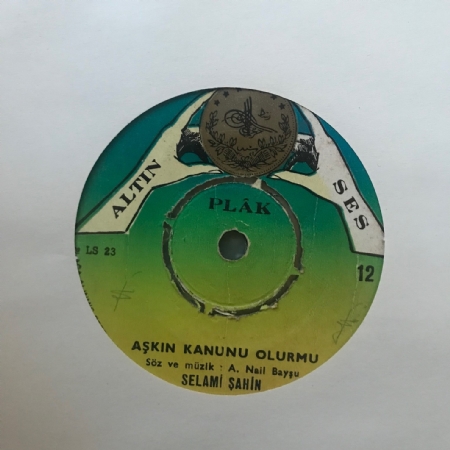 ALTIN SES
PLÂK
LS 23
12
AŞKIN KANUNU OLURMU
Söz ve müzik : A. Nail Bayşu
SELAMİ ŞAHİN